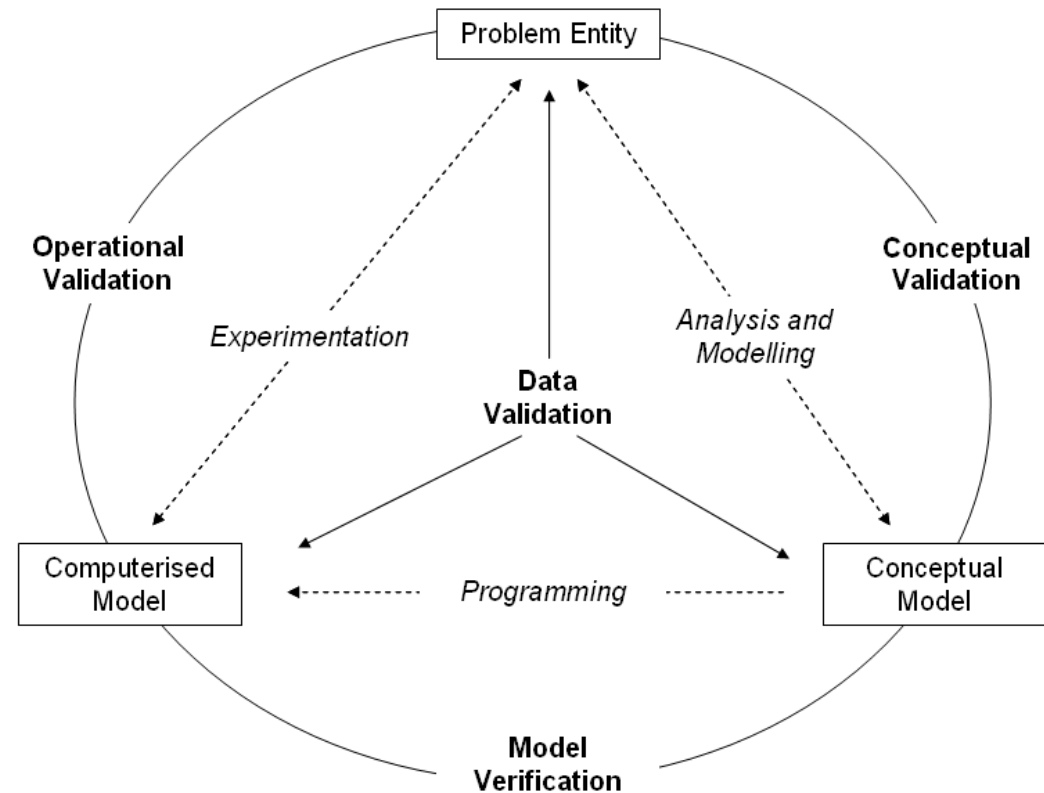 Problem Entity
Operational
Validation
Conceptual
Validation
Experimentation
Analysis and
Modelling
Data
Validation
Computerised
Model
Programming
Conceptual
Model
Model
Verification